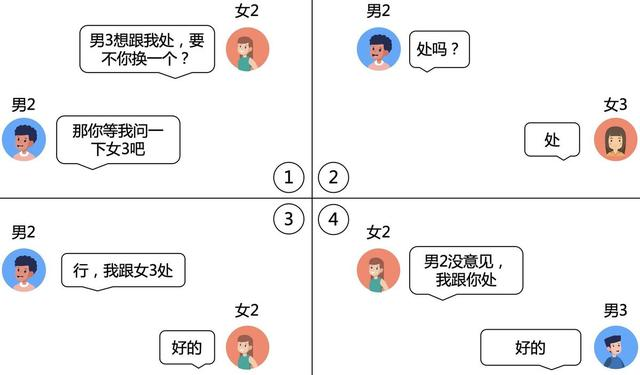 女2
男3想跟我处，要
不你换一个？
男2
那你等我问一
下女3吧
①
男2
处吗？
女3
处
②
③
男2
行，我跟女3处
女2
好的
④
女2
男2没意见，
我跟你处
男3
好的